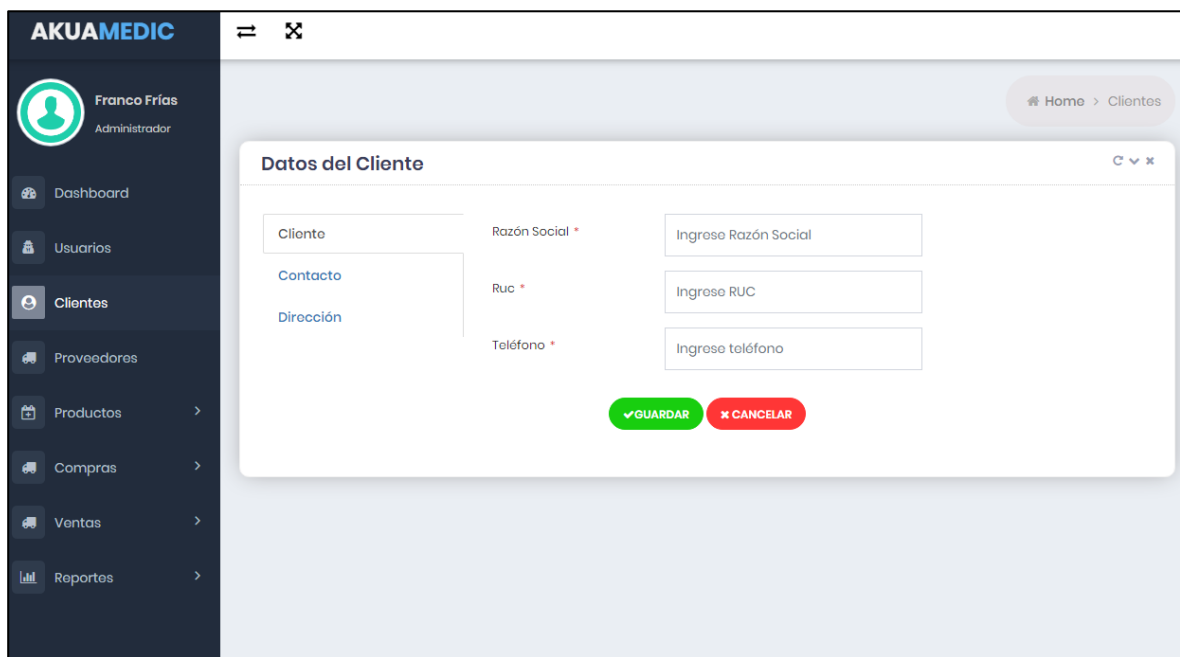 AKUAMEDIC
Franco Frías
Administrador
Dashboard
Usuarios
Clientes
Proveedores
Productos
Compras
Ventas
Reportes
Home > Clientes
Datos del Cliente
Cliente
Contacto
Dirección
Razón Social *
Ingrese Razón Social
Ruc *
Ingrese RUC
Teléfono *
Ingrese teléfono
GUARDAR
CANCELAR